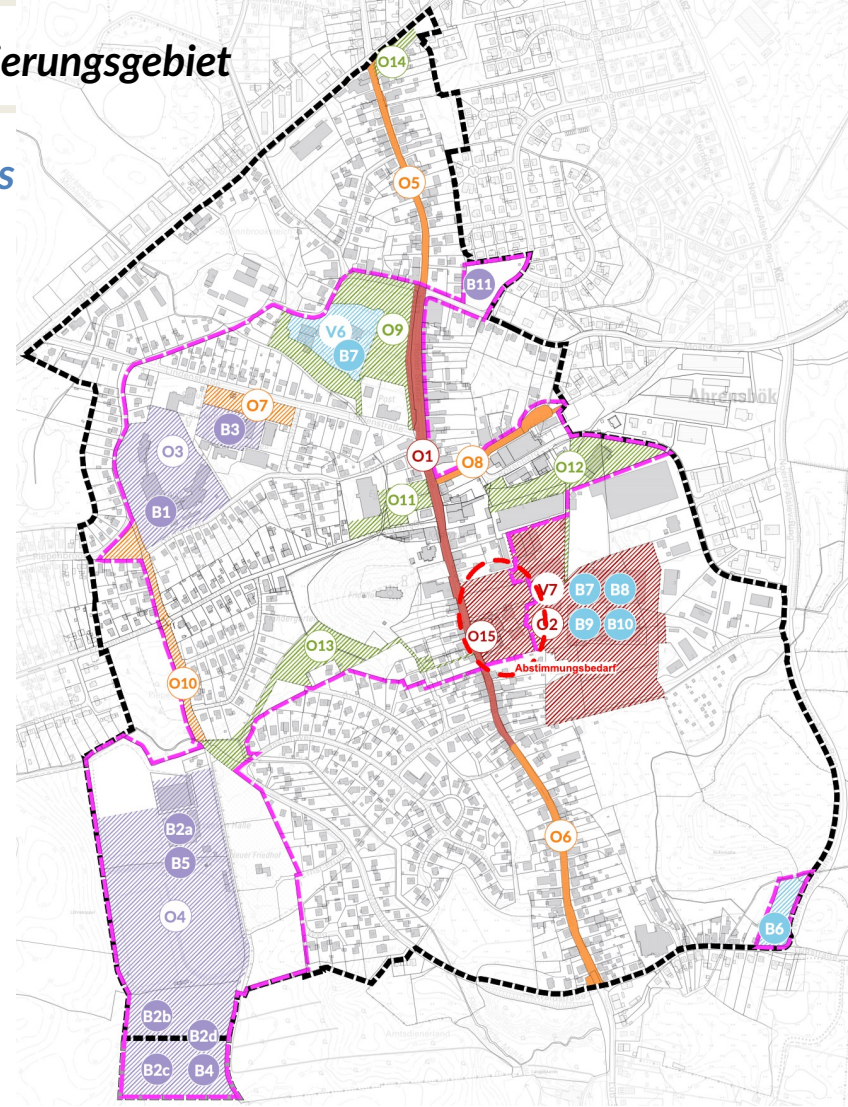 ierungsgebiet
s
O14
O5
B11
V6
O9
B7
O7
B3
O3
B1
O1
O8
O12
O11
Ahrensbök
V7
B7
B8
O2
B9
B10
O15
Abstimmungsbedarf
O13
O10
O6
B2a
B5
O4
B6
B2b
B2d
B2c
B4